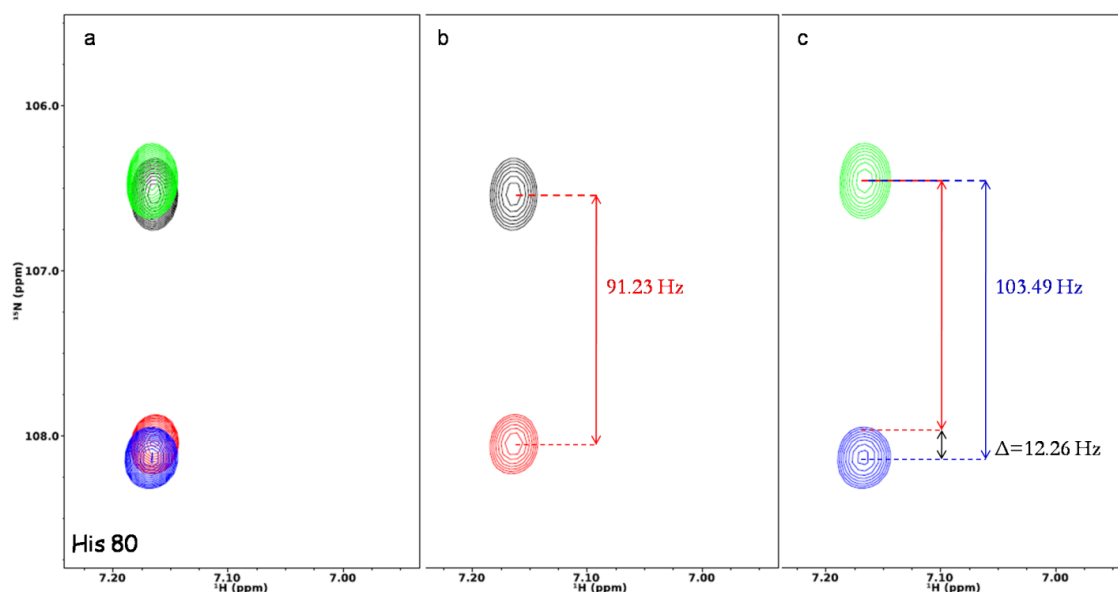 a
b
c
106.0
107.0
108.0
¹⁵N (ppm)
91.23 Hz
103.49 Hz
Δ=12.26 Hz
His 80
7.20
7.10
7.00
¹H (ppm)
7.20
7.10
7.00
¹H (ppm)
7.20
7.10
7.00
¹H (ppm)